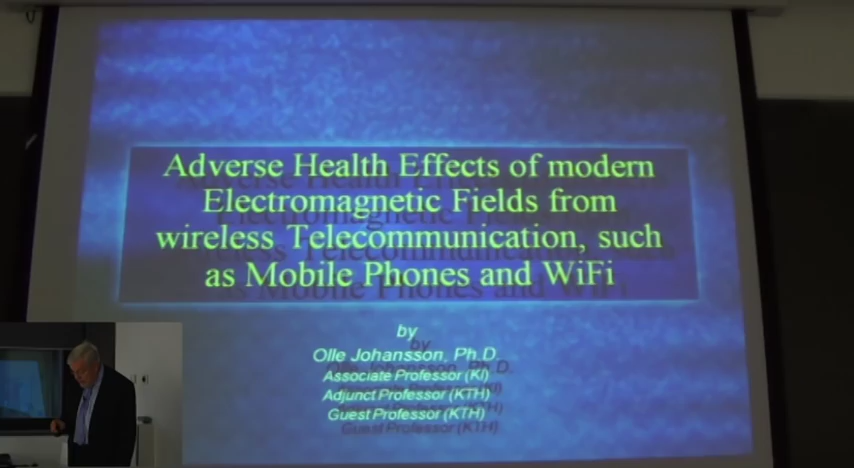 Adverse Health Effects of modern
Electromagnetic Fields from
wireless Telecommunication, such
as Mobile Phones and WiFi
by
Olle Johansson, Ph.D.
Associate Professor (KI)
Adjunct Professor (KTH)
Guest Professor (KTH)